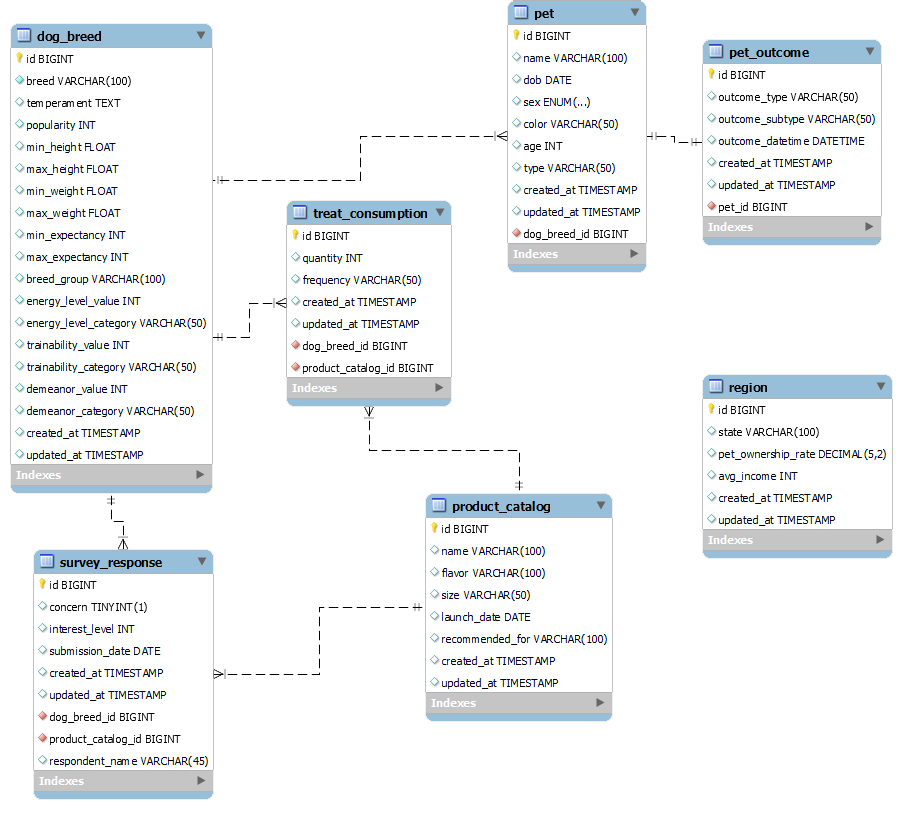 dog_breed
id BIGINT
breed VARCHAR(100)
temperament TEXT
popularity INT
min_height FLOAT
max_height FLOAT
min_weight FLOAT
max_weight FLOAT
min_expectancy INT
max_expectancy INT
breed_group VARCHAR(100)
energy_level_value INT
energy_level_category VARCHAR(50)
trainability_value INT
trainability_category VARCHAR(50)
demeanor_value INT
demeanor_category VARCHAR(50)
created_at TIMESTAMP
updated_at TIMESTAMP
Indexes
pet
id BIGINT
name VARCHAR(100)
dob DATE
sex ENUM(...)
color VARCHAR(50)
age INT
type VARCHAR(50)
created_at TIMESTAMP
updated_at TIMESTAMP
dog_breed_id BIGINT
Indexes
pet_outcome
id BIGINT
outcome_type VARCHAR(50)
outcome_subtype VARCHAR(50)
outcome_datetime DATETIME
created_at TIMESTAMP
updated_at TIMESTAMP
pet_id BIGINT
Indexes
treat_consumption
id BIGINT
quantity INT
frequency VARCHAR(50)
created_at TIMESTAMP
updated_at TIMESTAMP
dog_breed_id BIGINT
product_catalog_id BIGINT
Indexes
region
id BIGINT
state VARCHAR(100)
pet_ownership_rate DECIMAL(5,2)
avg_income INT
created_at TIMESTAMP
updated_at TIMESTAMP
Indexes
product_catalog
id BIGINT
name VARCHAR(100)
flavor VARCHAR(100)
size VARCHAR(50)
launch_date DATE
recommended_for VARCHAR(100)
created_at TIMESTAMP
updated_at TIMESTAMP
Indexes
survey_response
id BIGINT
concern TINYINT(1)
interest_level INT
submission_date DATE
created_at TIMESTAMP
updated_at TIMESTAMP
dog_breed_id BIGINT
product_catalog_id BIGINT
respondent_name VARCHAR(45)
Indexes